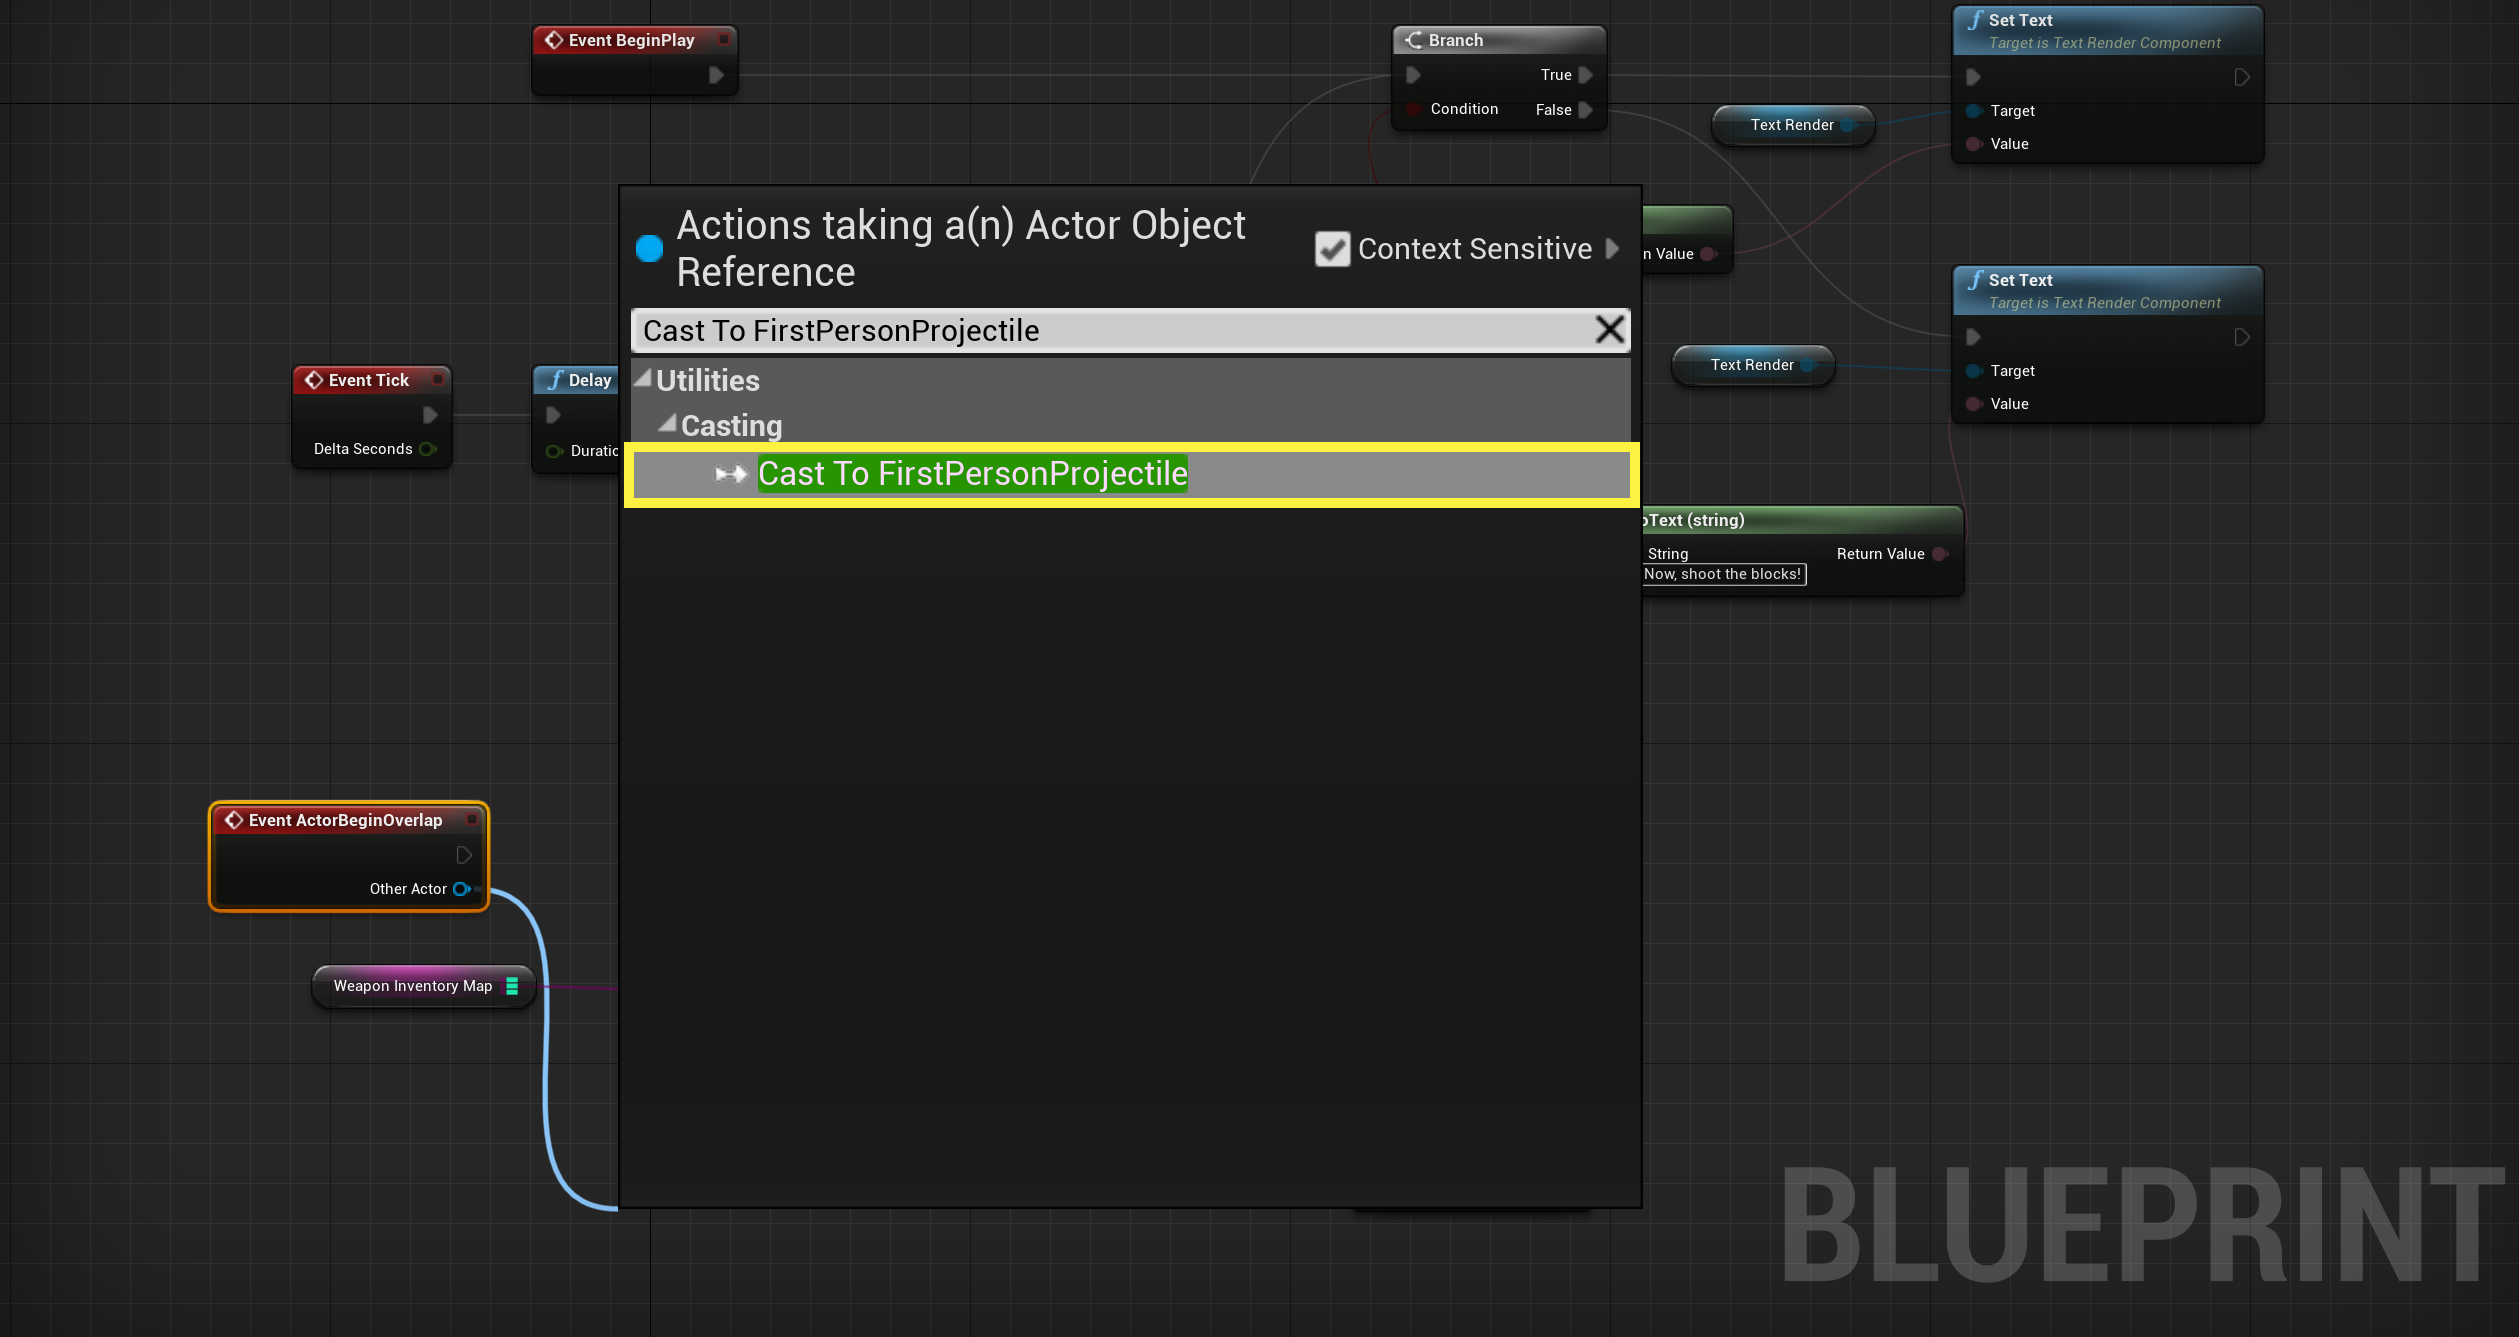 Event BeginPlay
Branch
True
Condition
False
Set Text
Target is Text Render Component
Target
Value
Text Render
Actions taking a(n) Actor Object
Reference
Context Sensitive
Cast To FirstPersonProjectile
Utilities
Casting
Cast To FirstPersonProjectile
n Value
Set Text
Target is Text Render Component
Target
Value
Text Render
Event Tick
Delta Seconds
Delay
Duratio
oText (string)
String
Now, shoot the blocks!
Return Value
Event ActorBeginOverlap
Other Actor
Weapon Inventory Map
BLUEPRINT